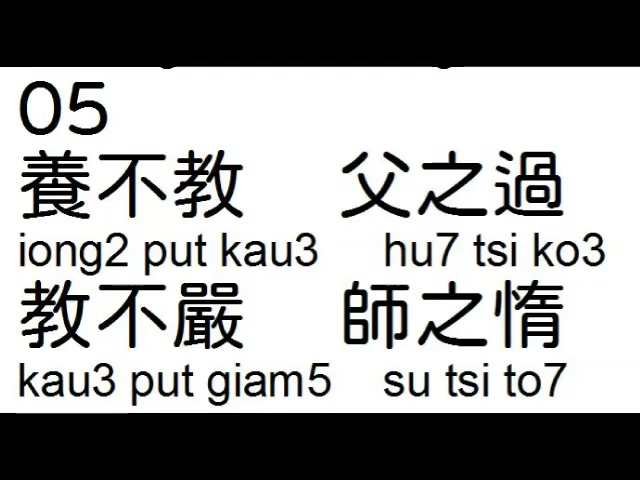 05
養不教 父之過
iong2 put kau3 hu7 tsi ko3
教不嚴 師之惰
kau3 put giam5 su tsi to7